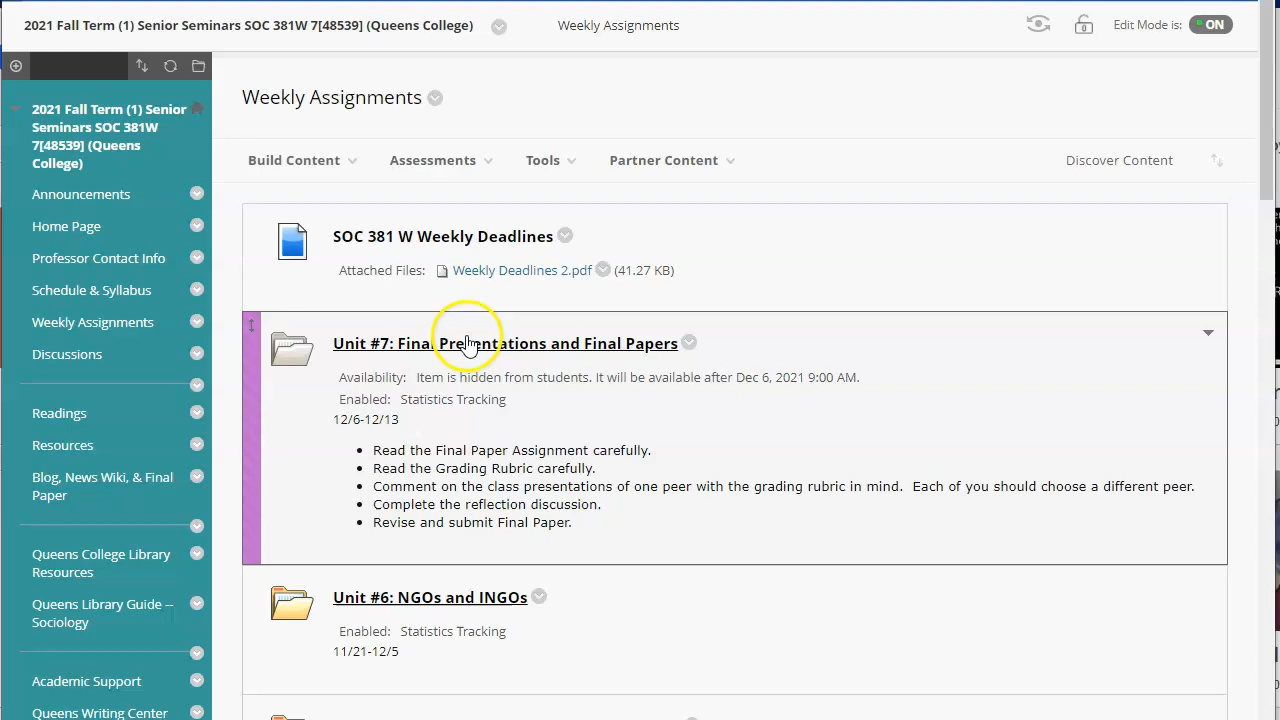 2021 Fall Term (1) Senior Seminars SOC 381W 7[48539] (Queens College)
Weekly Assignments
Edit Mode is:
ON
2021 Fall Term (1) Senior
Seminars SOC 381W
7[48539] (Queens
College)
Announcements
Home Page
Professor Contact Info
Schedule & Syllabus
Weekly Assignments
Discussions
Readings
Resources
Blog, News Wiki, & Final
Paper
Queens College Library
Resources
Queens Library Guide --
Sociology
Academic Support
Queens Writing Center
Weekly Assignments
Build Content
Assessments
Tools
Partner Content
Discover Content
SOC 381 W Weekly Deadlines
Attached Files: Weekly Deadlines 2.pdf (41.27 KB)
Unit #7: Final Presentations and Final Papers
Availability: Item is hidden from students. It will be available after Dec 6, 2021 9:00 AM.
Enabled: Statistics Tracking
12/6-12/13
• Read the Final Paper Assignment carefully.
• Read the Grading Rubric carefully.
• Comment on the class presentations of one peer with the grading rubric in mind. Each of you should choose a different peer.
• Complete the reflection discussion.
• Revise and submit Final Paper.
Unit #6: NGOs and INGOs
Enabled: Statistics Tracking
11/21-12/5